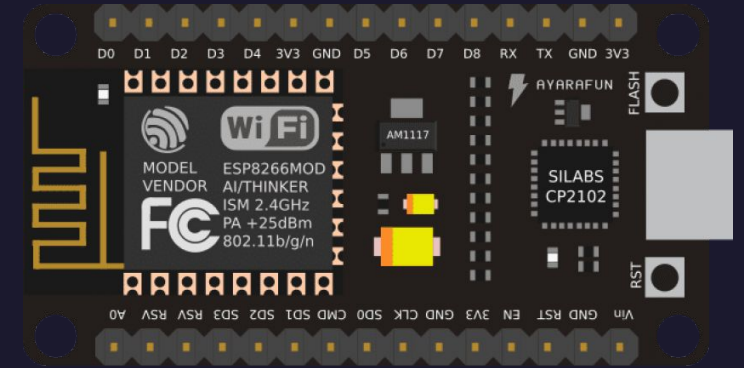 D0 D1 D2 D3 D4 3V3 GND D5 D6 D7 D8 RX TX GND 3V3
AYARAFUN
FLASH
Wi Fi
AM1117
MODEL
VENDOR
ESP8266MOD
AI/THINKER
ISM 2.4GHz
PA +25dBm
802.11b/g/n
FC
SILABS
CP2102
RST
A0 RSV RSV SD3 SD2 SD1 CMD SD0 CLK GND 3V3 EN RST GND Vin